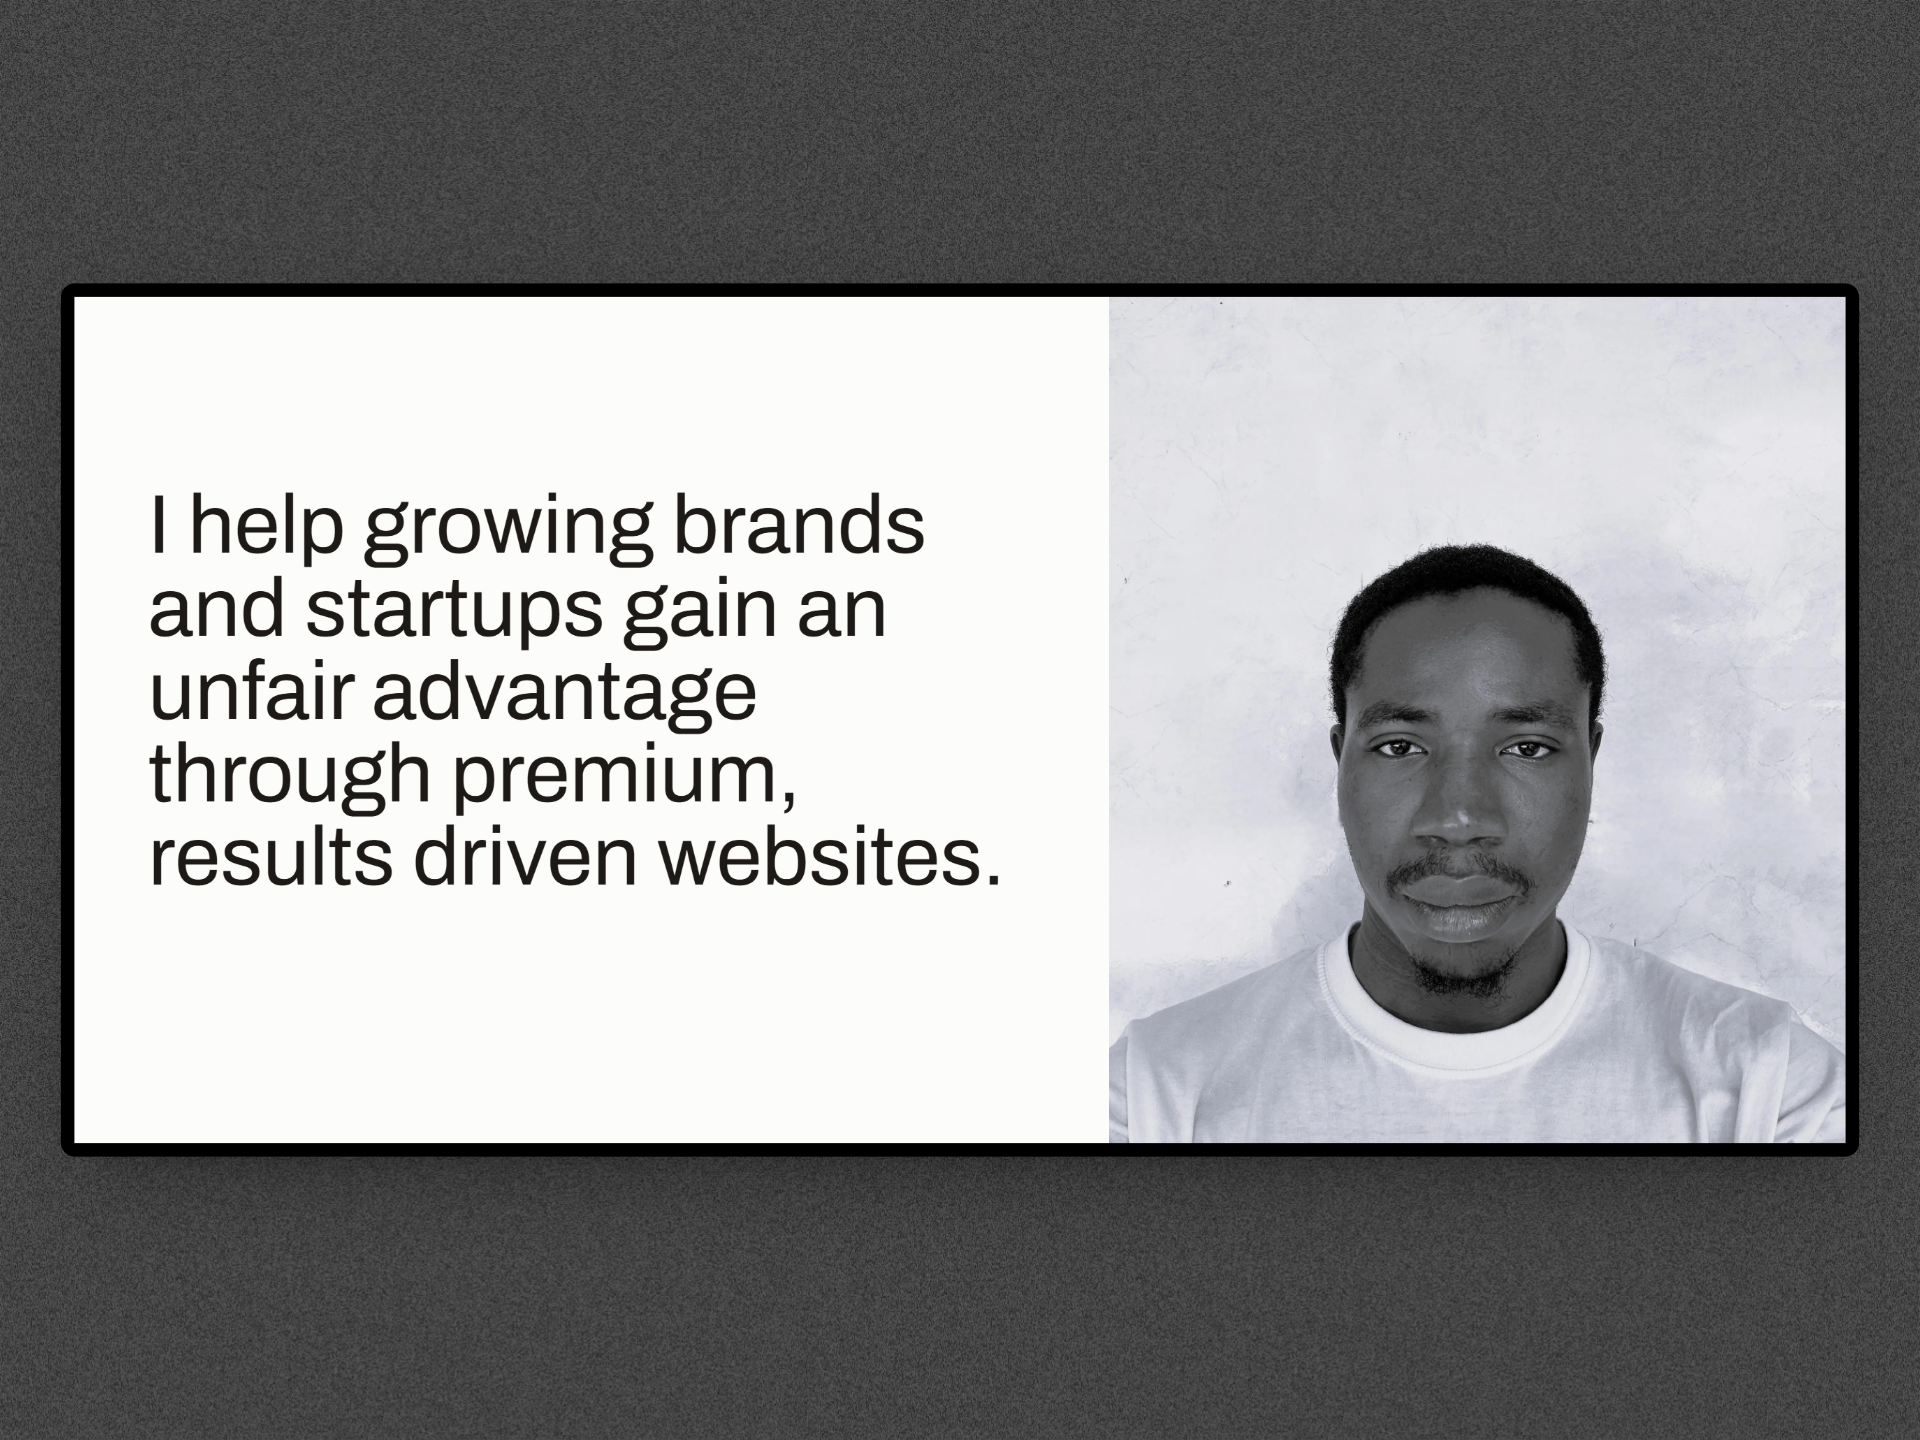 I help growing brands
and startups gain an
unfair advantage
through premium,
results driven websites.